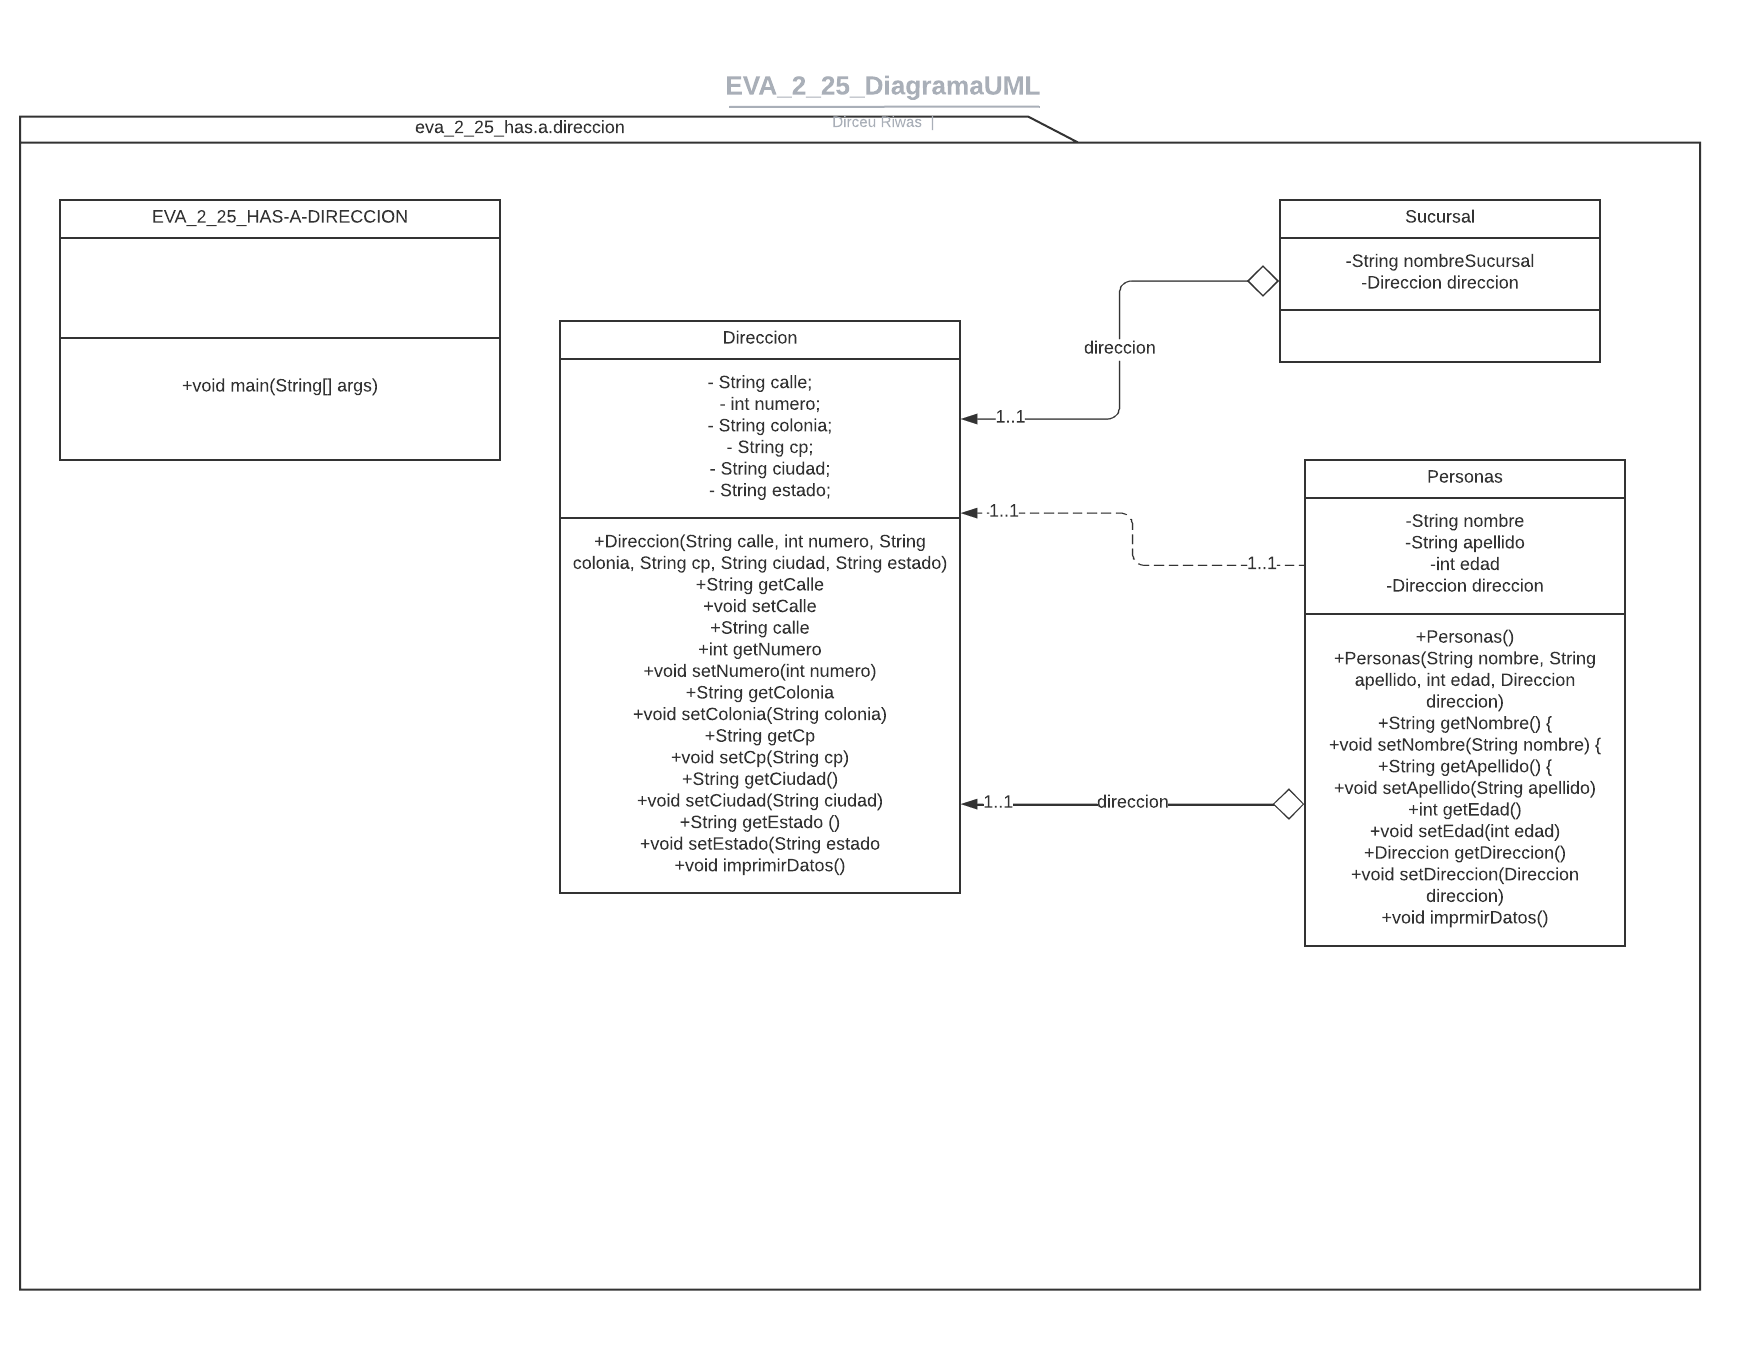 EVA_2_25_DiagramaUML
Dirceu Riwas |
eva_2_25_has.a.direccion
EVA_2_25_HAS-A-DIRECCION
+void main(String[] args)
Direccion
- String calle;
- int numero;
- String colonia;
- String cp;
- String ciudad;
- String estado;
+Direccion(String calle, int numero, String
colonia, String cp, String ciudad, String estado)
+String getCalle
+void setCalle
+String calle
+int getNumero
+void setNumero(int numero)
+String getColonia
+void setColonia(String colonia)
+String getCp
+void setCp(String cp)
+String getCiudad()
+void setCiudad(String ciudad)
+String getEstado ()
+void setEstado(String estado
+void imprimirDatos()
direccion
1..1
1..1
1..1
1..1
direccion
Sucursal
-String nombreSucursal
-Direccion direccion
Personas
-String nombre
-String apellido
-int edad
-Direccion direccion
+Personas()
+Personas(String nombre, String
apellido, int edad, Direccion
direccion)
+String getNombre() {
+void setNombre(String nombre) {
+String getApellido() {
+void setApellido(String apellido)
+int getEdad()
+void setEdad(int edad)
+Direccion getDireccion()
+void setDireccion(Direccion
direccion)
+void imprmirDatos()